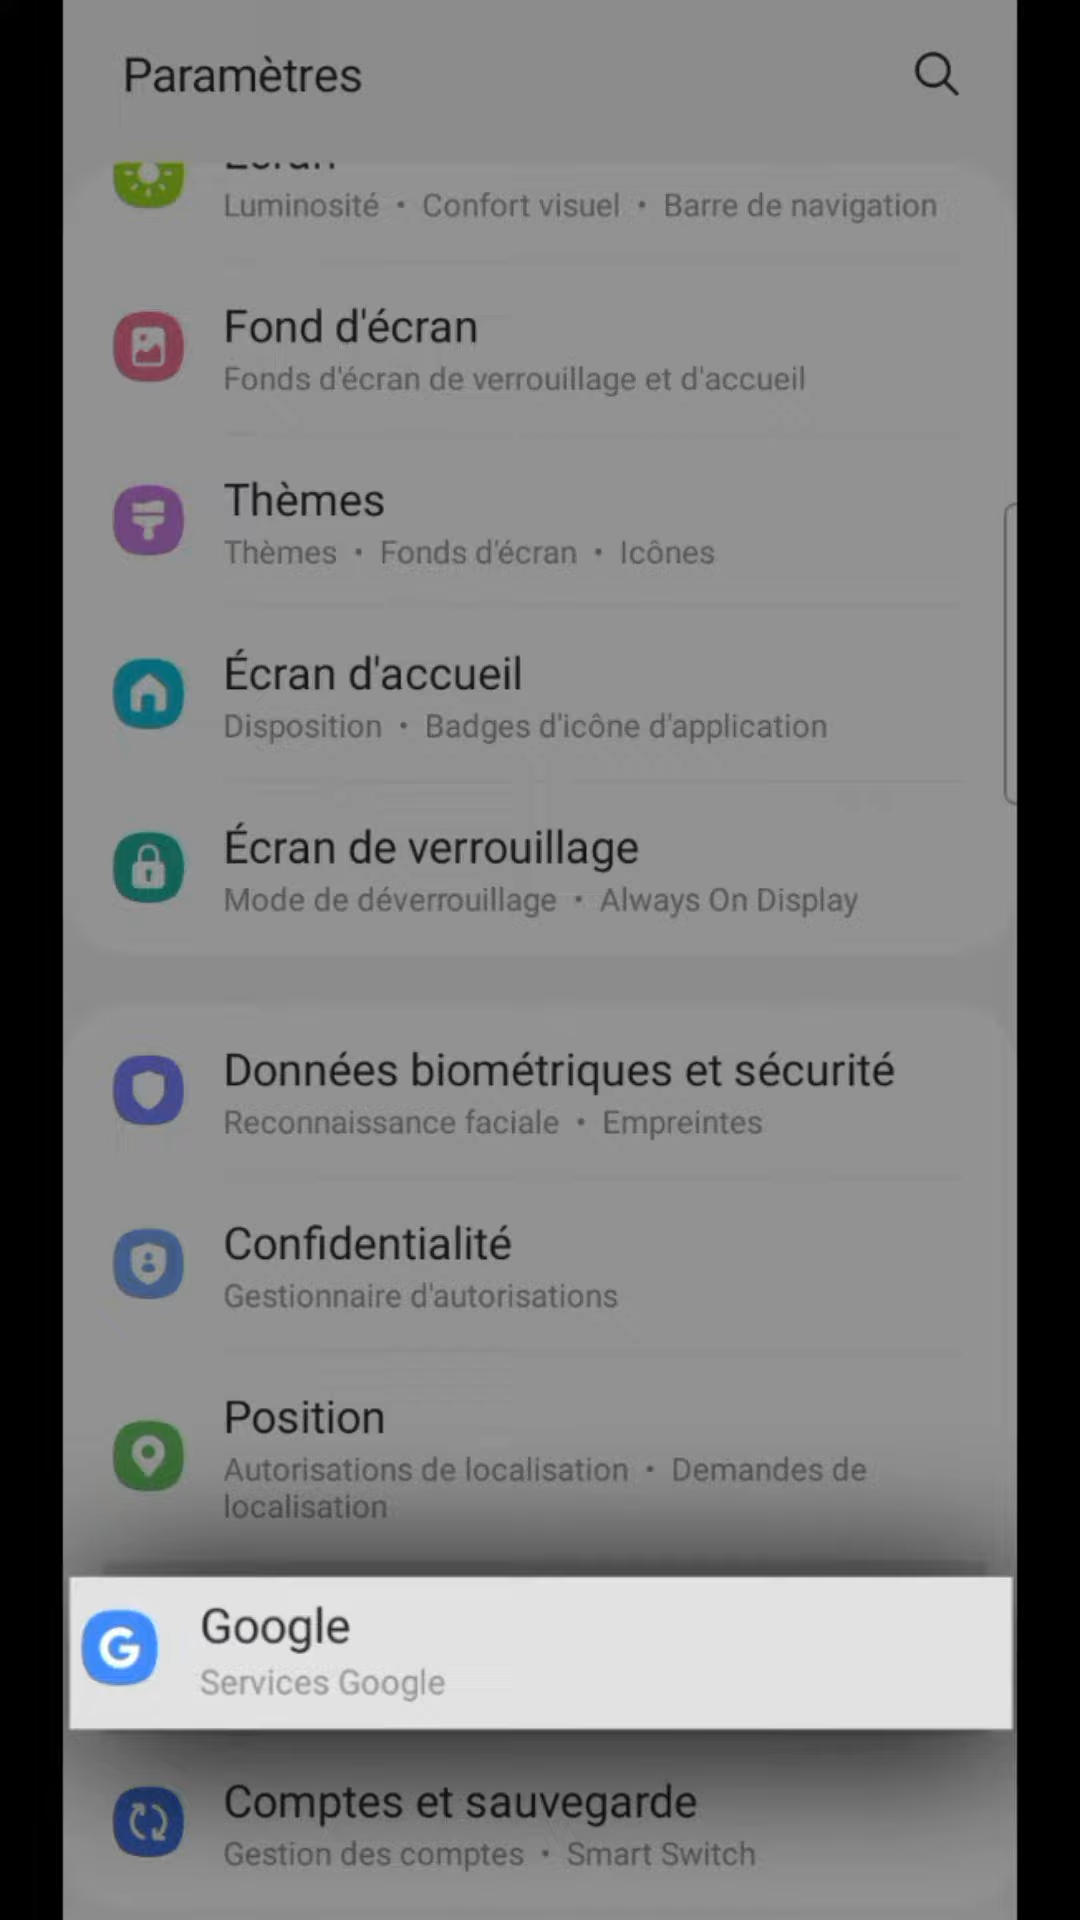 Paramètres
Écran
Luminosité • Confort visuel • Barre de navigation
Fond d'écran
Fonds d'écran de verrouillage et d'accueil
Thèmes
Thèmes • Fonds d'écran • Icônes
Écran d'accueil
Disposition • Badges d'icône d'application
Écran de verrouillage
Mode de déverrouillage • Always On Display
Données biométriques et sécurité
Reconnaissance faciale • Empreintes
Confidentialité
Gestionnaire d'autorisations
Position
Autorisations de localisation • Demandes de
localisation
Google
Services Google
Comptes et sauvegarde
Gestion des comptes • Smart Switch